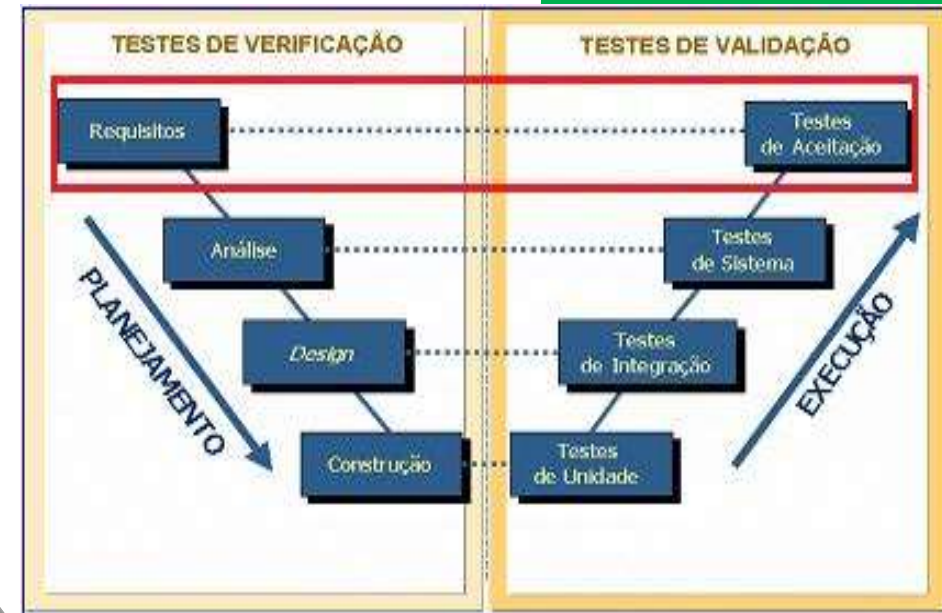 TESTES DE VERIFICAÇÃO
TESTES DE VALIDAÇÃO
Requisitos
Testes
de Aceitação
Análise
Testes
de Sistema
Design
Testes
de Integração
Construção
Testes
de Unidade
PLANEJAMENTO
EXECUÇÃO